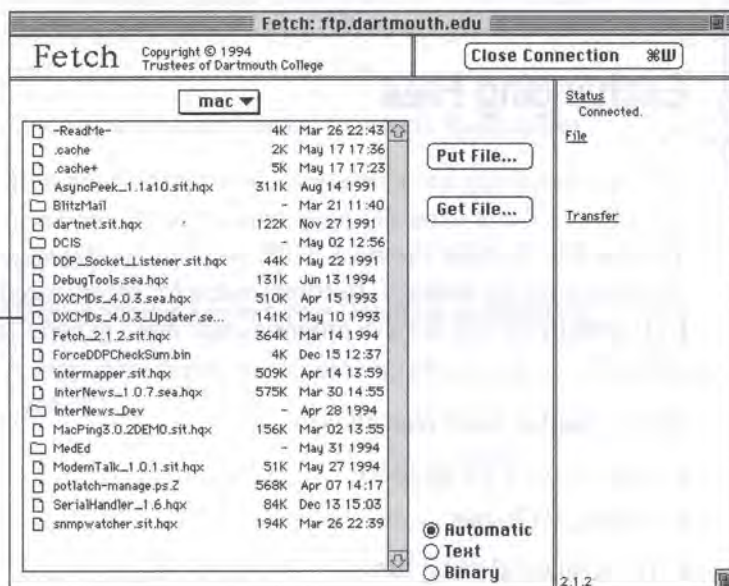 Fetch: ftp.dartmouth.edu
Fetch
Copyright © 1994
Trustees of Dartmouth College
Close Connection ⌘W
mac
-ReadMe- 4K Mar 26 22:43
.cache 2K May 17 17:36
.cache+ 5K May 17 17:23
AsyncPeek_1.1a10.sit.hqx 311K Aug 14 1991
BlitzMail - Mar 21 11:40
dartnet.sit.hqx 122K Nov 27 1991
DCIS - May 02 12:56
DDP_Socket_Listener.sit.hqx 44K May 22 1991
DebugTools.sea.hqx 131K Jun 13 1994
DXCMDs_4.0.3.sea.hqx 510K Apr 15 1993
DXCMDs_4.0.3_Updater.se... 141K May 10 1993
Fetch_2.1.2.sit.hqx 364K Mar 14 1994
ForceDDPCheckSum.bin 4K Dec 15 12:37
intermapper.sit.hqx 509K Apr 14 13:59
InterNews_1.0.7.sea.hqx 575K Mar 30 14:55
InterNews_Dev - Apr 28 1994
MacPing3.0.2DEMO.sit.hqx 156K Mar 02 13:55
MedEd - May 31 1994
ModemTalk_1.0.1.sit.hqx 51K May 27 1994
potlatch-manage.ps.Z 568K Apr 07 14:17
SerialHandler_1.6.hqx 84K Dec 13 15:03
snmpwatcher.sit.hqx 194K Mar 26 22:39
Put File...
Get File...
Automatic
Text
Binary
Status
Connected.
File
Transfer
2.1.2